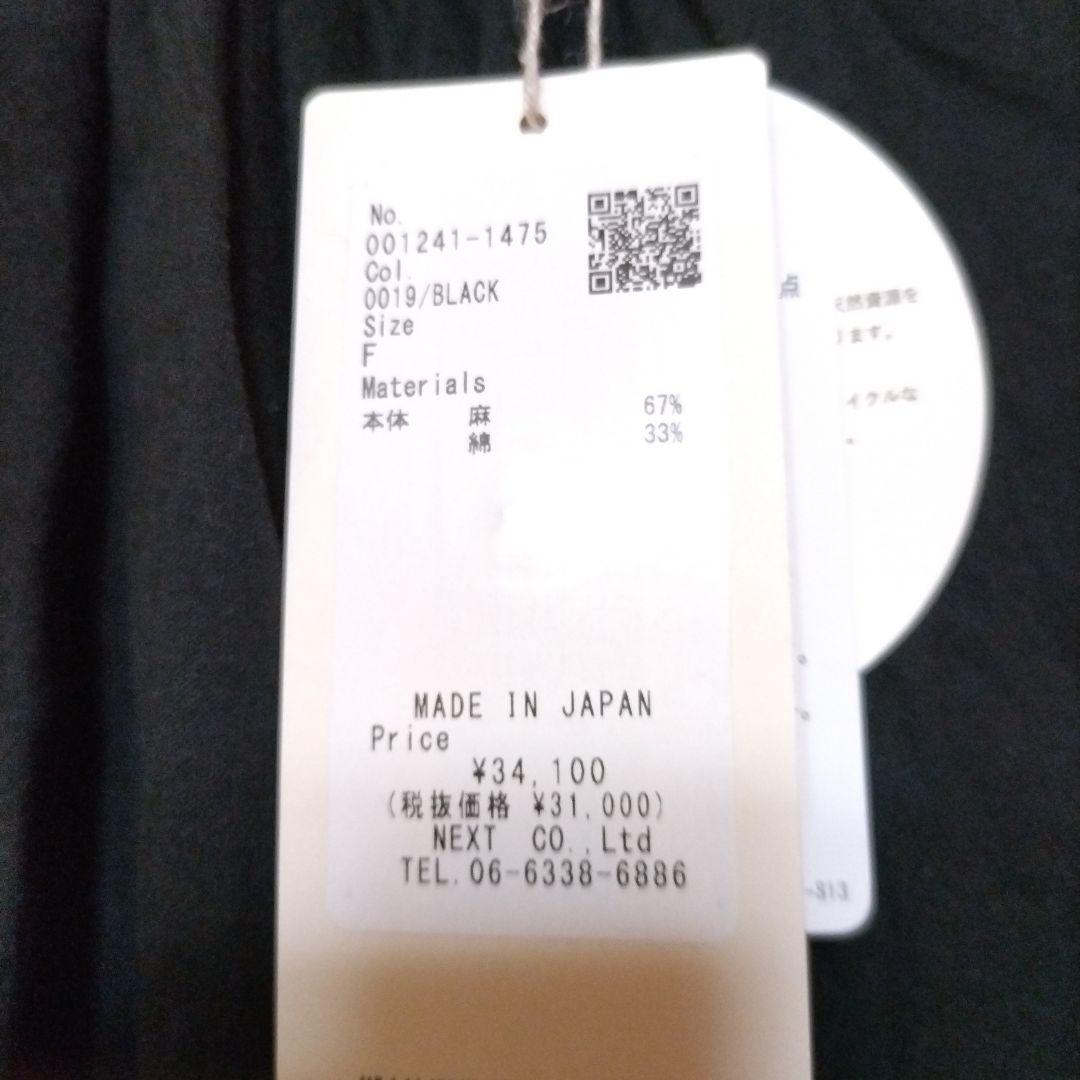 No.
001241-1475
Col.
0019/BLACK
Size
F
Materials
本体 麻 67%
綿 33%
MADE IN JAPAN
Price
¥34,100
(税抜価格 ¥31,000)
NEXT CO.,Ltd
TEL.06-6338-6886
点
然資源を
ます。
イクルな
-S13